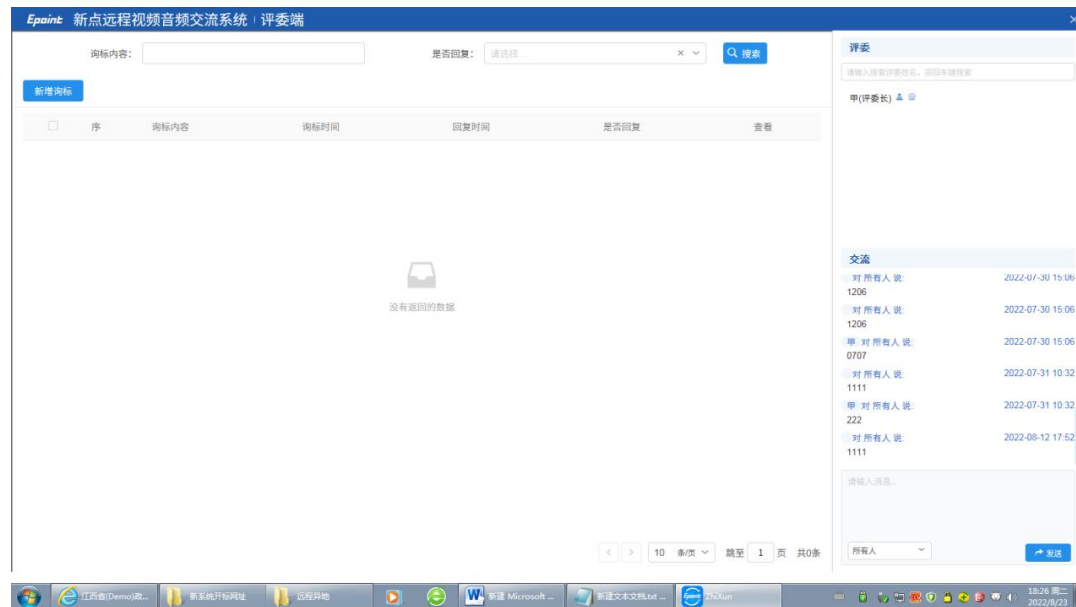 Epoint 新点远程视频音频交流系统 | 评委端 ×
询标内容:
是否回复: 请选择... × 搜索
新增询标
序 询标内容 询标时间 回复时间 是否回复 查看
没有返回的数据
10 条/页 跳至 1 页 共0条
评委
请输入搜索评委姓名，按回车键搜索
甲(评委长)
交流
对 所有人 说: 2022-07-30 15:06
1206
对 所有人 说: 2022-07-30 15:06
1206
甲 对 所有人 说: 2022-07-30 15:06
0707
对 所有人 说: 2022-07-31 10:32
1111
甲 对 所有人 说: 2022-07-31 10:32
222
对 所有人 说: 2022-08-12 17:52
1111
请输入消息...
所有人 发送
江西省(Demo)政... 新系统开标网址 远程异地 新建 Microsoft ... 新建文本文档.txt ... ZhiXun 18:26 周二
2022/8/23